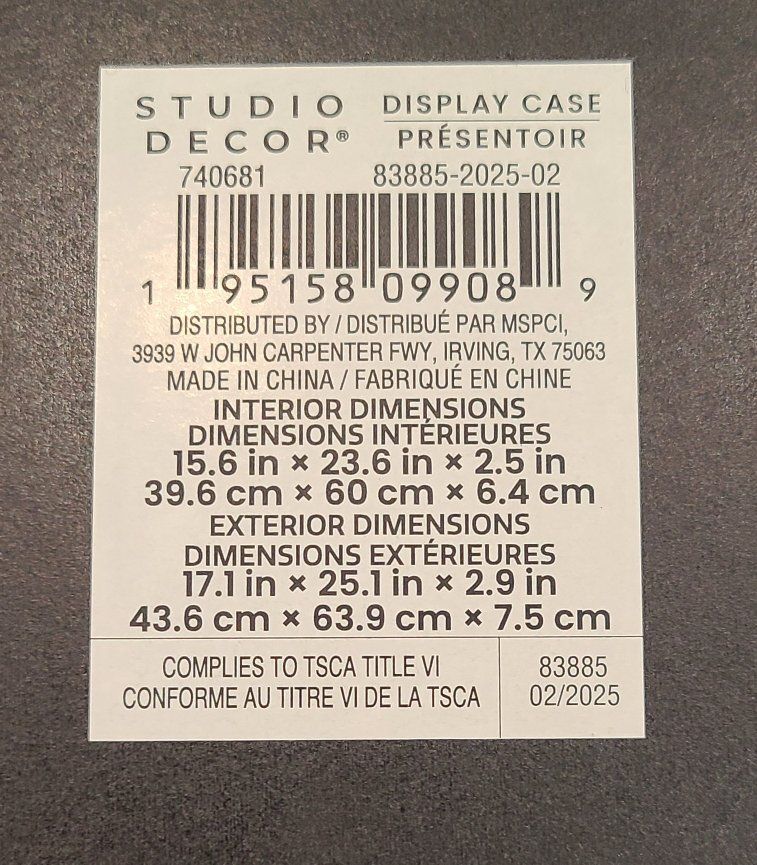 STUDIO DECOR®
DISPLAY CASE
PRÉSENTOIR
740681 83885-2025-02
1 95158 09908 9
DISTRIBUTED BY / DISTRIBUÉ PAR MSPCI,
3939 W JOHN CARPENTER FWY, IRVING, TX 75063
MADE IN CHINA / FABRIQUÉ EN CHINE
INTERIOR DIMENSIONS
DIMENSIONS INTÉRIEURES
15.6 in × 23.6 in × 2.5 in
39.6 cm × 60 cm × 6.4 cm
EXTERIOR DIMENSIONS
DIMENSIONS EXTÉRIEURES
17.1 in × 25.1 in × 2.9 in
43.6 cm × 63.9 cm × 7.5 cm
COMPLIES TO TSCA TITLE VI
CONFORME AU TITRE VI DE LA TSCA
83885
02/2025